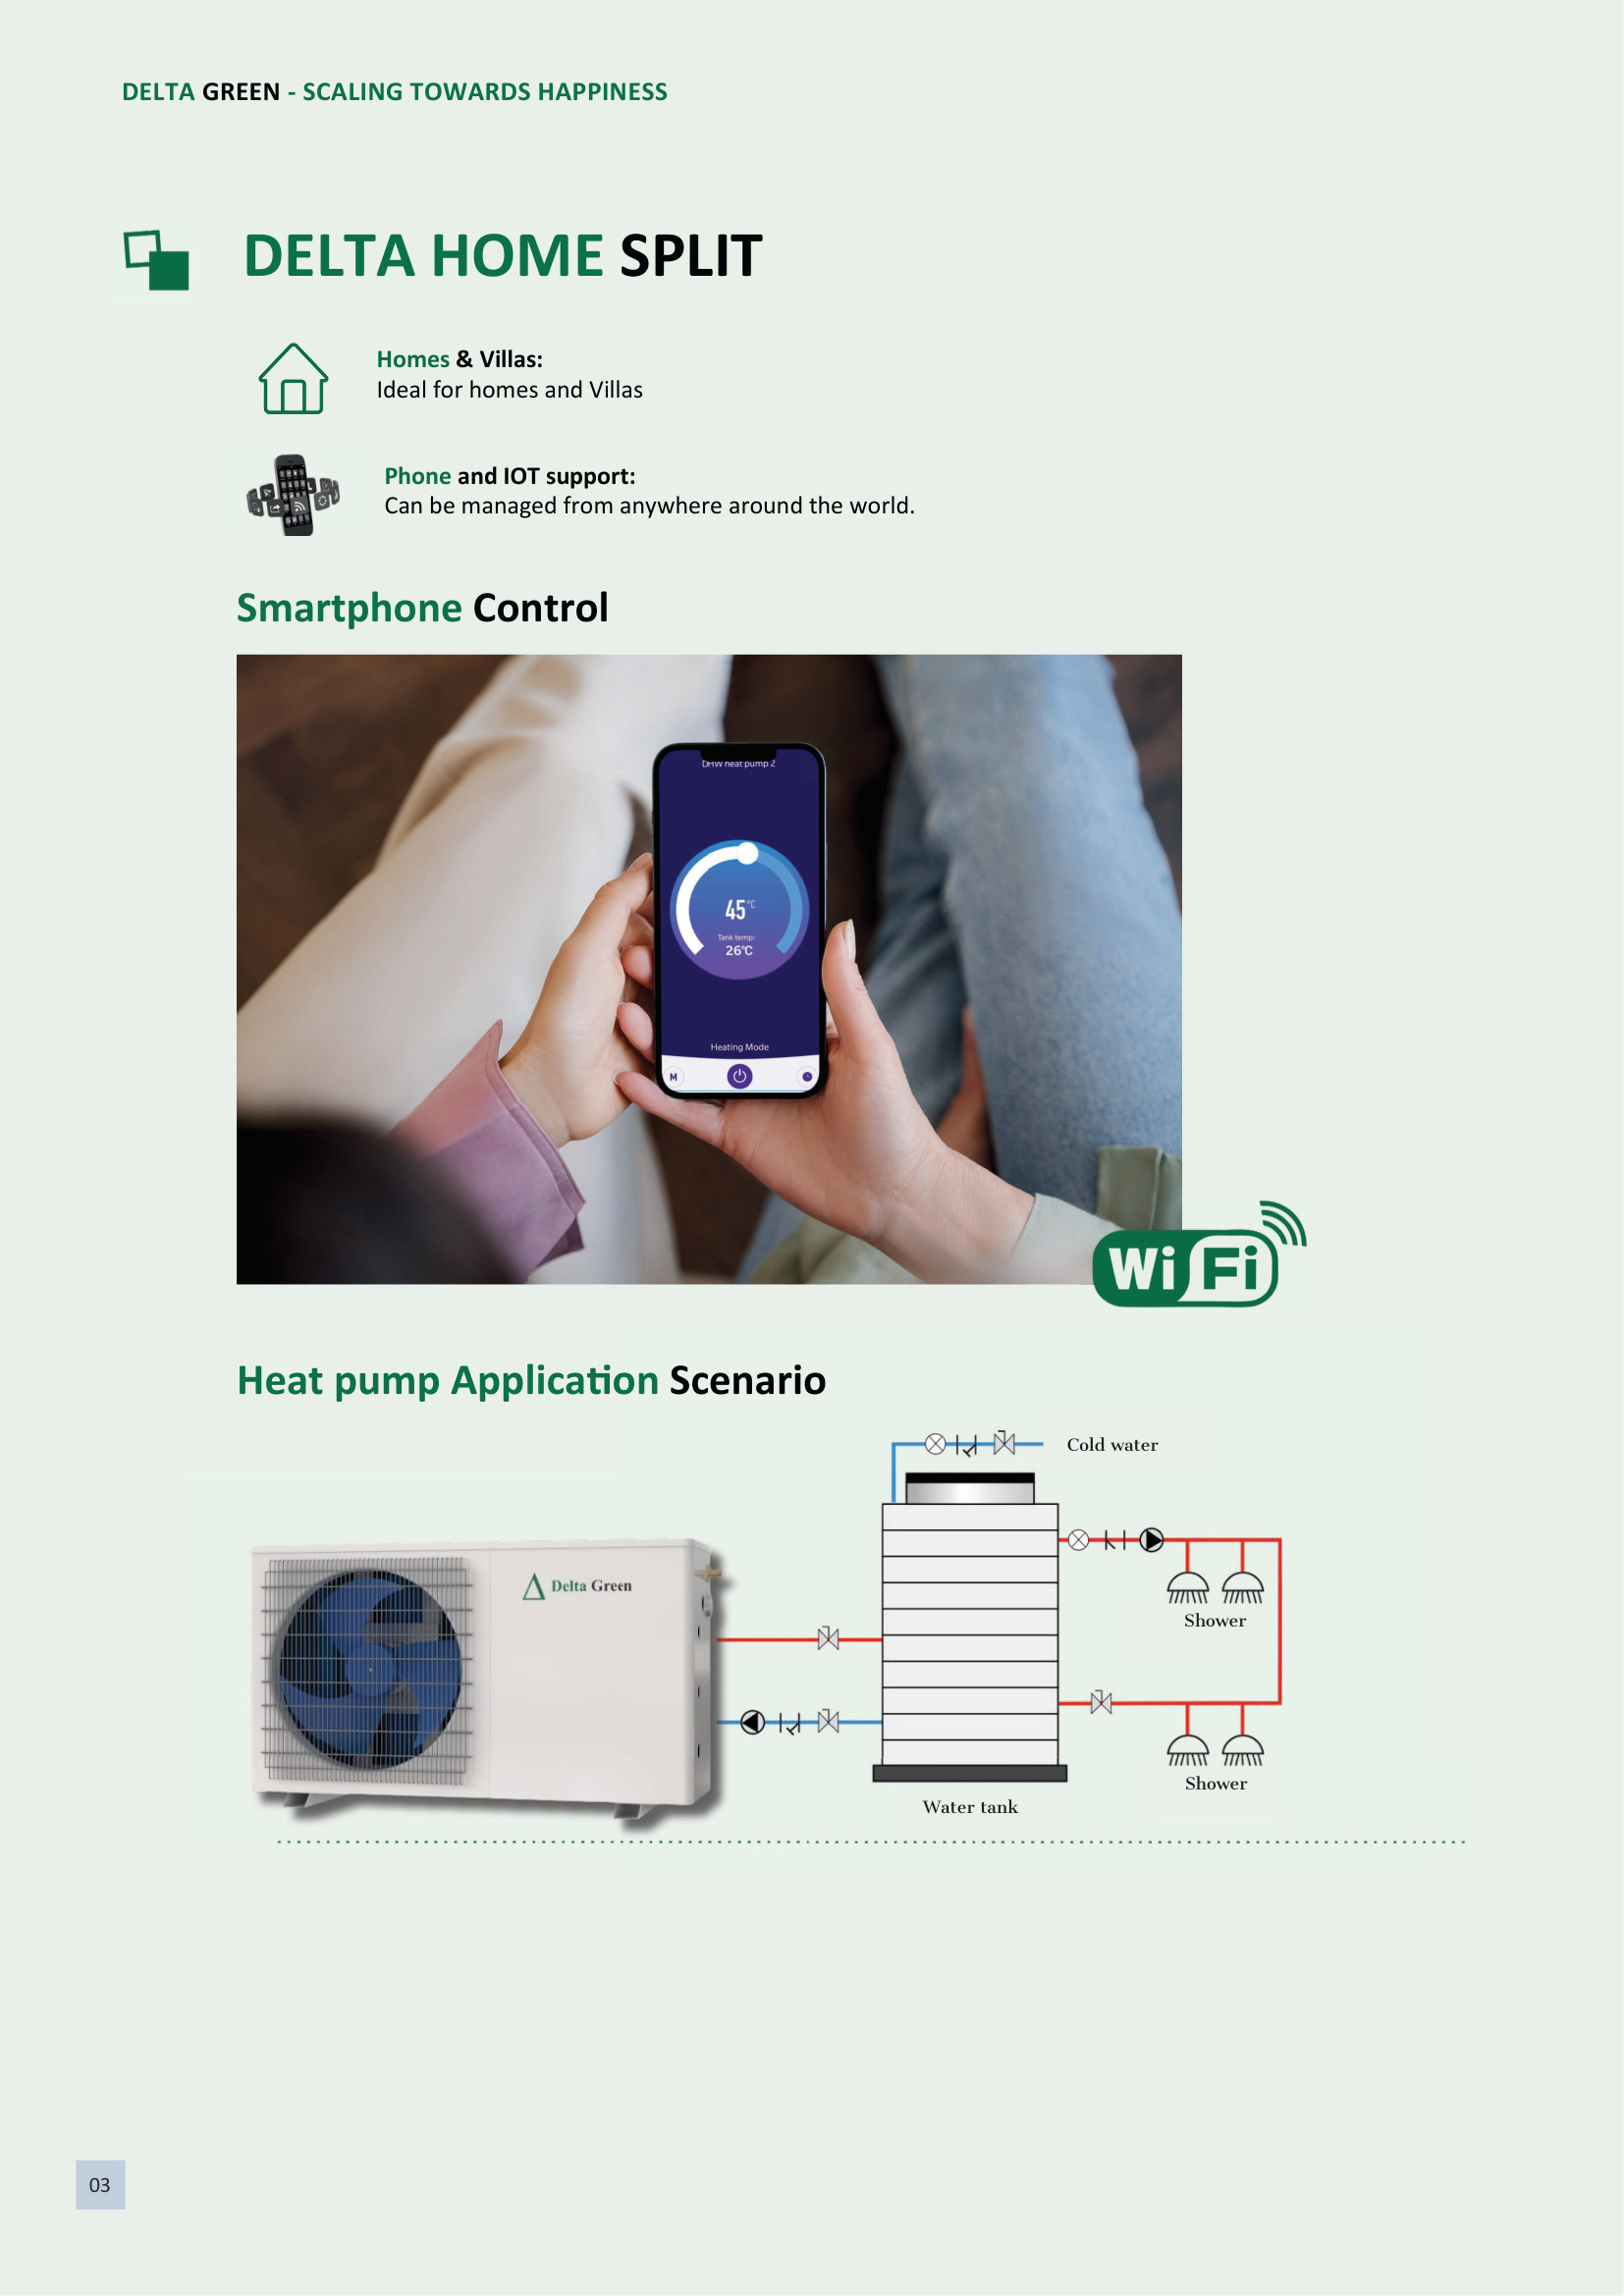 DELTA GREEN - SCALING TOWARDS HAPPINESS
DELTA HOME SPLIT
Homes & Villas:
Ideal for homes and Villas
Phone and IOT support:
Can be managed from anywhere around the world.
Smartphone Control
DHW heat pump 2
45°C
Tank temp:
26°C
Heating Mode
M
WiFi
Heat pump Application Scenario
Cold water
Delta Green
Shower
Shower
Water tank
03